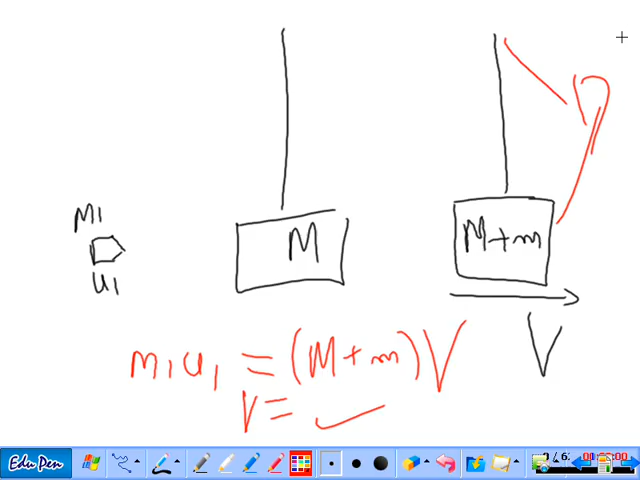 M1
u1
M
M+m
V
m1u1 = (M+m)V
V =
Edu Pen